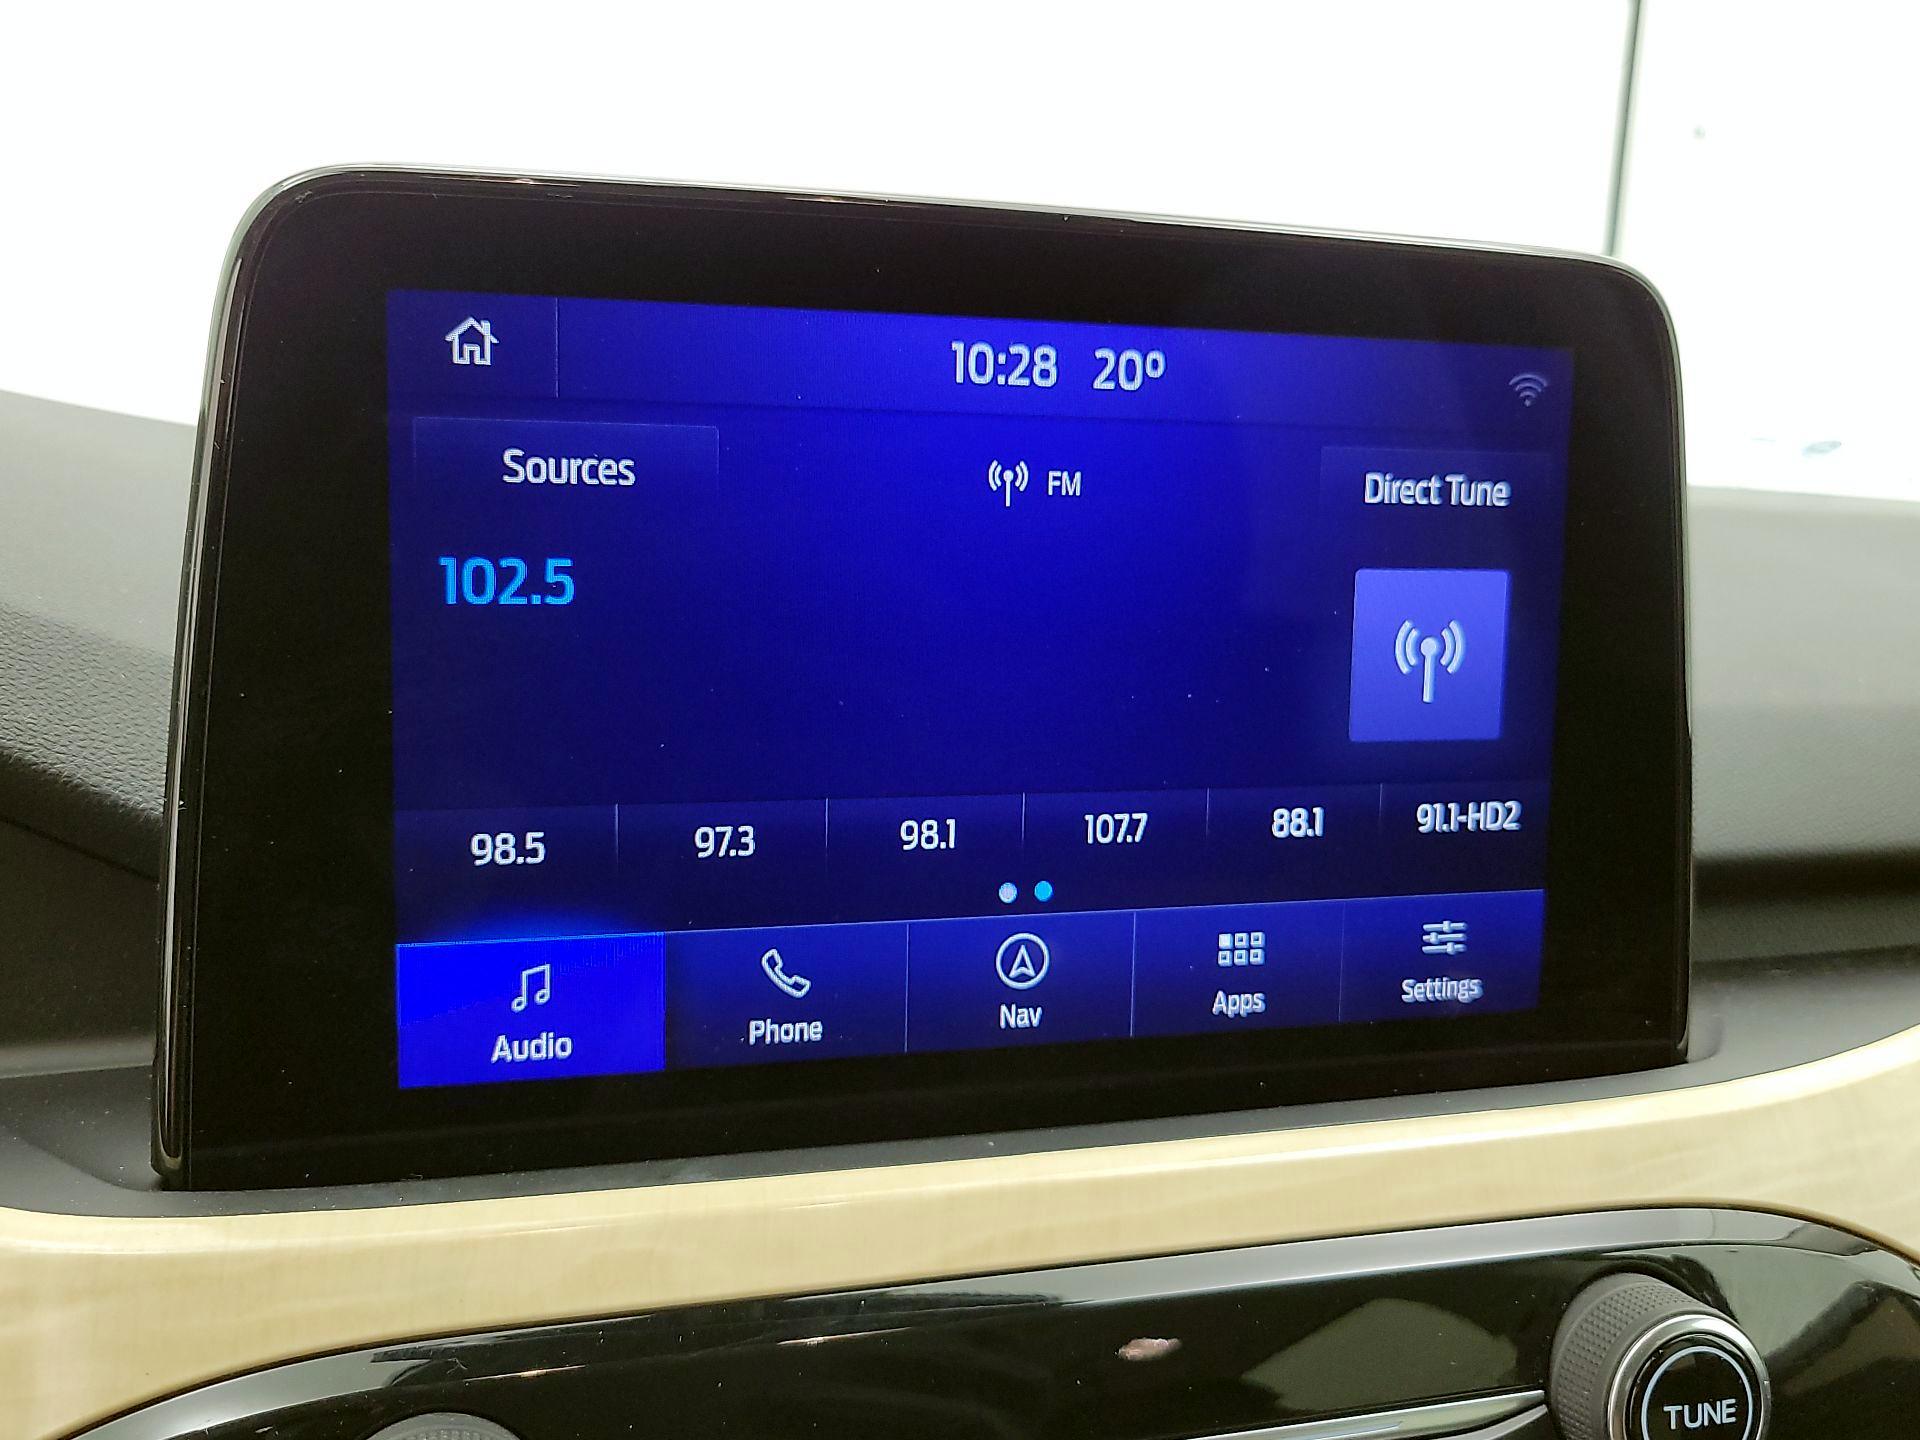 10:28 20°
Sources FM Direct Tune
102.5
98.5 97.3 98.1 107.7 88.1 91.1-HD2
Audio Phone Nav Apps Settings
TUNE